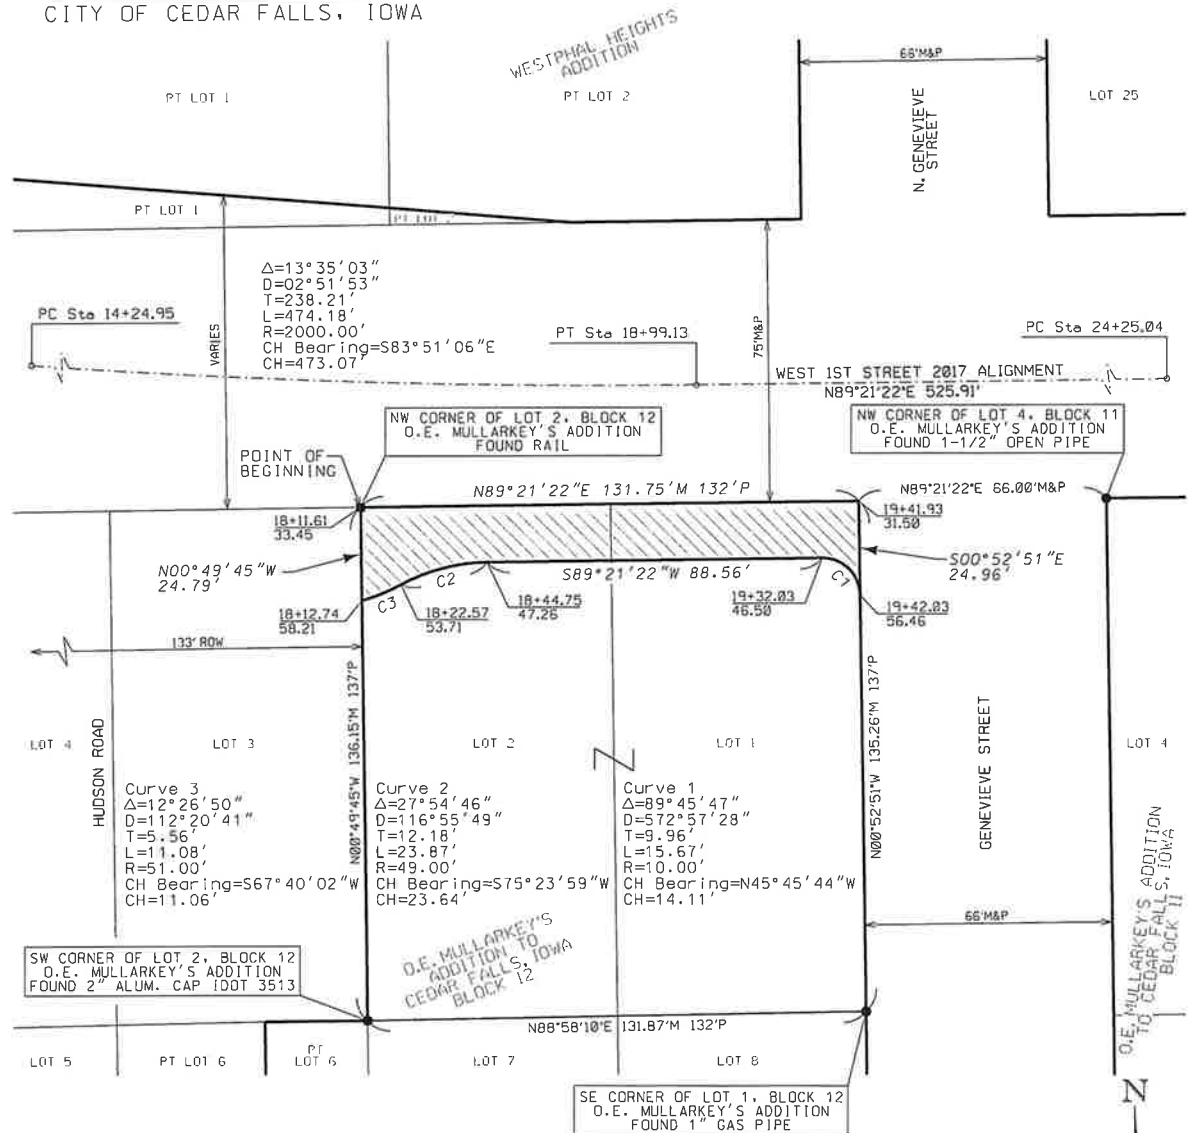 CITY OF CEDAR FALLS, IOWA
WESTPHAL HEIGHTS
ADDITION
66'M&P
PT LOT 1
PT LOT 2
N. GENEVIEVE
STREET
LOT 25
PT LOT 1
PT LOT 2
Δ=13°35'03"
D=02°51'53"
T=238.21'
L=474.18'
R=2000.00'
CH Bearing=S83°51'06"E
CH=473.07'
PC Sta 14+24.95
VARIES
PT Sta 18+99.13
75'M&P
PC Sta 24+25.04
WEST 1ST STREET 2017 ALIGNMENT
N89°21'22"E 525.91'
NW CORNER OF LOT 2, BLOCK 12
O.E. MULLARKEY'S ADDITION
FOUND RAIL
NW CORNER OF LOT 4, BLOCK 11
O.E. MULLARKEY'S ADDITION
FOUND 1-1/2" OPEN PIPE
POINT OF
BEGINNING
N89°21'22"E 131.75'M 132'P
N89°21'22"E 66.00'M&P
18+11.61
33.45
19+41.93
31.50
N00°49'45"W
24.79'
S00°52'51"E
24.96'
S89°21'22"W 88.56'
C3
C2
C1
18+12.74
58.21
18+22.57
53.71
18+44.75
47.26
19+32.03
46.50
19+42.03
56.46
133' ROW
HUDSON ROAD
N00°49'45"W 136.15'M 137'P
N00°52'51"W 135.26'M 137'P
GENEVIEVE STREET
LOT 4
LOT 3
LOT 2
LOT 1
LOT 4
N
Curve 3
Δ=12°26'50"
D=112°20'41"
T=5.56'
L=11.08'
R=51.00'
CH Bearing=S67°40'02"W
CH=11.06'
Curve 2
Δ=27°54'46"
D=116°55'49"
T=12.18'
L=23.87'
R=49.00'
CH Bearing=S75°23'59"W
CH=23.64'
Curve 1
Δ=89°45'47"
D=572°57'28"
T=9.96'
L=15.67'
R=10.00'
CH Bearing=N45°45'44"W
CH=14.11'
66'M&P
O.E. MULLARKEY'S
ADDITION TO
CEDAR FALLS, IOWA
BLOCK 12
O.E. MULLARKEY'S ADDITION
TO CEDAR FALLS, IOWA
BLOCK 11
SW CORNER OF LOT 2, BLOCK 12
O.E. MULLARKEY'S ADDITION
FOUND 2" ALUM. CAP IDOT 3513
N88°58'10"E 131.87'M 132'P
LOT 5
PT LOT 6
PT
LOT 6
LOT 7
LOT 8
SE CORNER OF LOT 1, BLOCK 12
O.E. MULLARKEY'S ADDITION
FOUND 1" GAS PIPE
N